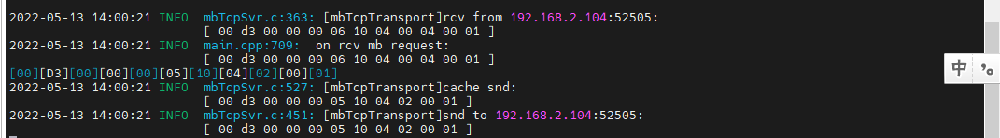 2022-05-13 14:00:21 INFO  mbTcpSvr.c:363: [mbTcpTransport]rcv from 192.168.2.104:52505:
[ 00 d3 00 00 00 06 10 04 00 04 00 01 ]
2022-05-13 14:00:21 INFO  main.cpp:709:  on rcv mb request:
[ 00 d3 00 00 00 06 10 04 00 04 00 01 ]
[00][D3][00][00][00][05][10][04][02][00][01]
2022-05-13 14:00:21 INFO  mbTcpSvr.c:527: [mbTcpTransport]cache snd:
[ 00 d3 00 00 00 05 10 04 02 00 01 ]
2022-05-13 14:00:21 INFO  mbTcpSvr.c:451: [mbTcpTransport]snd to 192.168.2.104:52505:
[ 00 d3 00 00 00 05 10 04 02 00 01 ]
中 °,